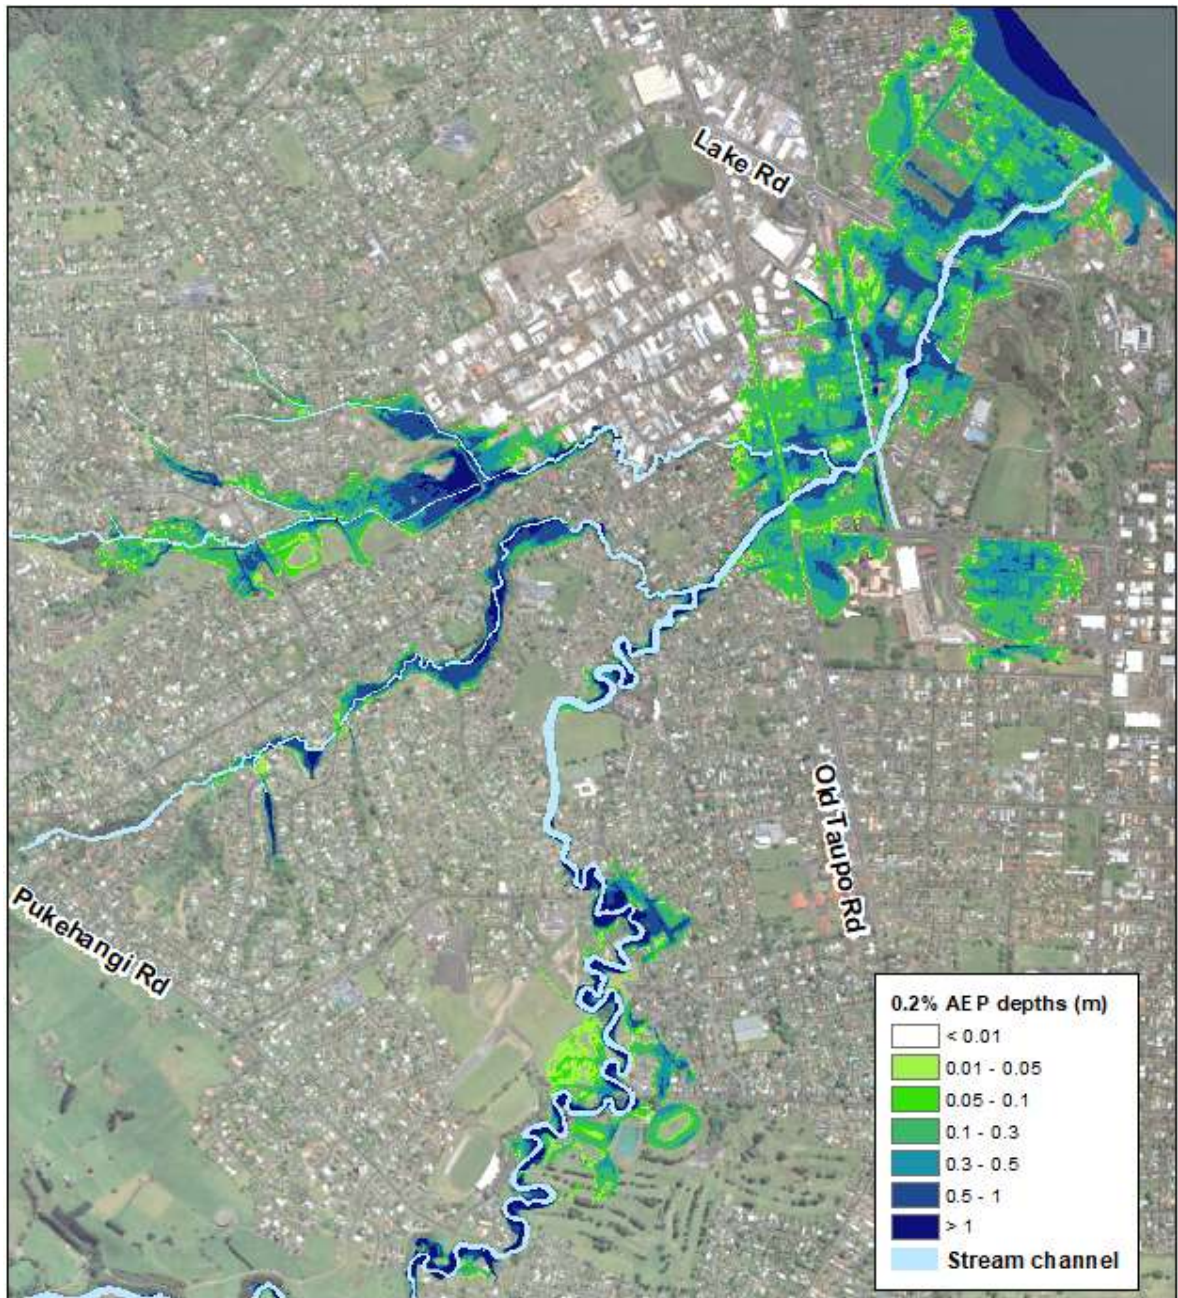 Lake Rd
Old Taupo Rd
Pukehangi Rd
0.2% AEP depths (m)
< 0.01
0.01 - 0.05
0.05 - 0.1
0.1 - 0.3
0.3 - 0.5
0.5 - 1
> 1
Stream channel